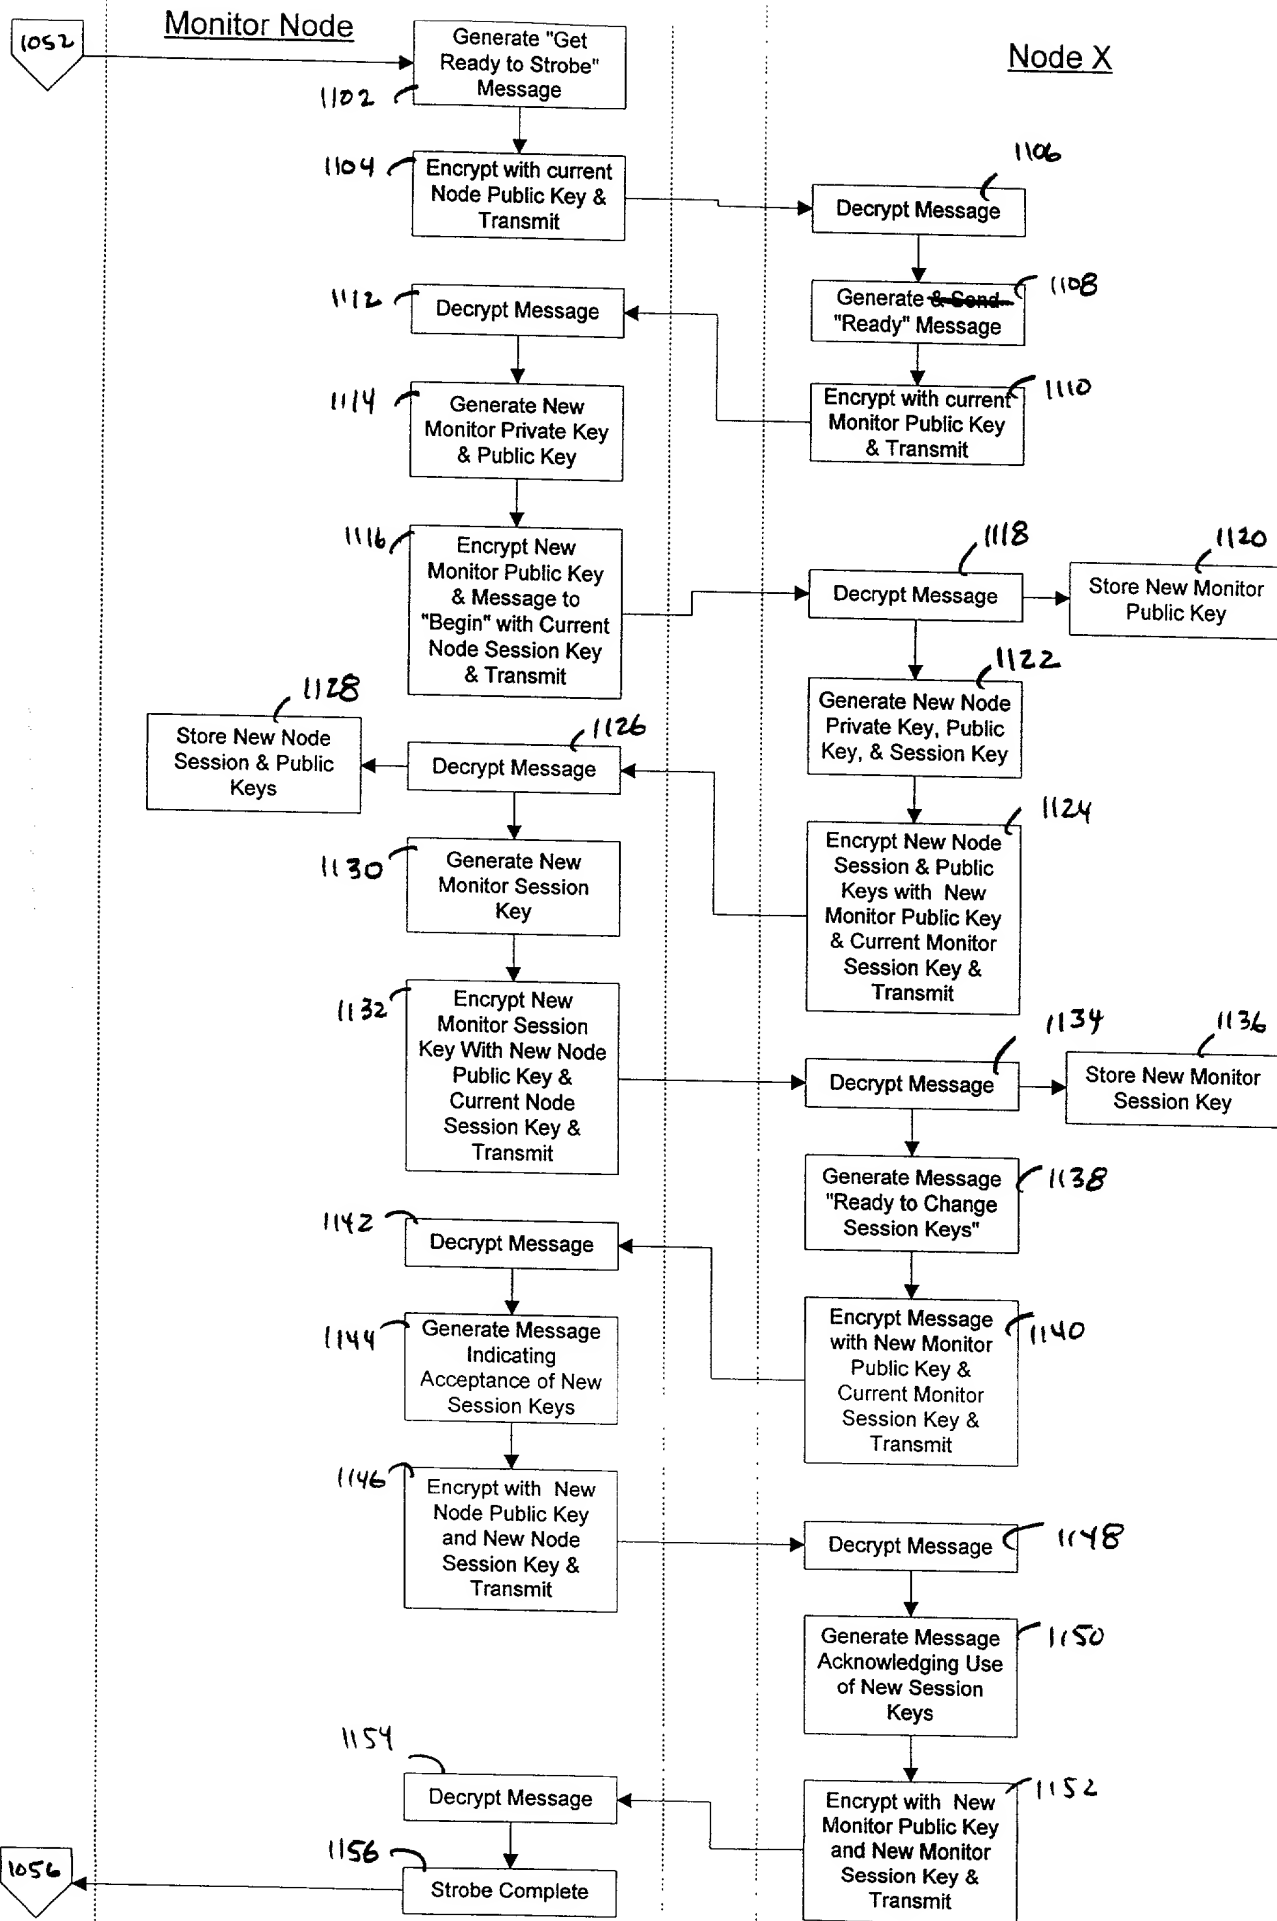 1052
Monitor Node
Node X
Generate "Get
Ready to Strobe"
Message
1102
1104
Encrypt with current
Node Public Key &
Transmit
1106
Decrypt Message
1108
Generate & Send
"Ready" Message
1112
Decrypt Message
1110
Encrypt with current
Monitor Public Key
& Transmit
1114
Generate New
Monitor Private Key
& Public Key
1116
Encrypt New
Monitor Public Key
& Message to
"Begin" with Current
Node Session Key
& Transmit
1118
Decrypt Message
1120
Store New Monitor
Public Key
1122
Generate New Node
Private Key, Public
Key, & Session Key
1128
Store New Node
Session & Public
Keys
1126
Decrypt Message
1124
Encrypt New Node
Session & Public
Keys with New
Monitor Public Key
& Current Monitor
Session Key &
Transmit
1130
Generate New
Monitor Session
Key
1132
Encrypt New
Monitor Session
Key With New Node
Public Key &
Current Node
Session Key &
Transmit
1134
Decrypt Message
1136
Store New Monitor
Session Key
1138
Generate Message
"Ready to Change
Session Keys"
1142
Decrypt Message
1140
Encrypt Message
with New Monitor
Public Key &
Current Monitor
Session Key &
Transmit
1144
Generate Message
Indicating
Acceptance of New
Session Keys
1146
Encrypt with New
Node Public Key
and New Node
Session Key &
Transmit
1148
Decrypt Message
1150
Generate Message
Acknowledging Use
of New Session
Keys
1154
Decrypt Message
1152
Encrypt with New
Monitor Public Key
and New Monitor
Session Key &
Transmit
1156
Strobe Complete
1056